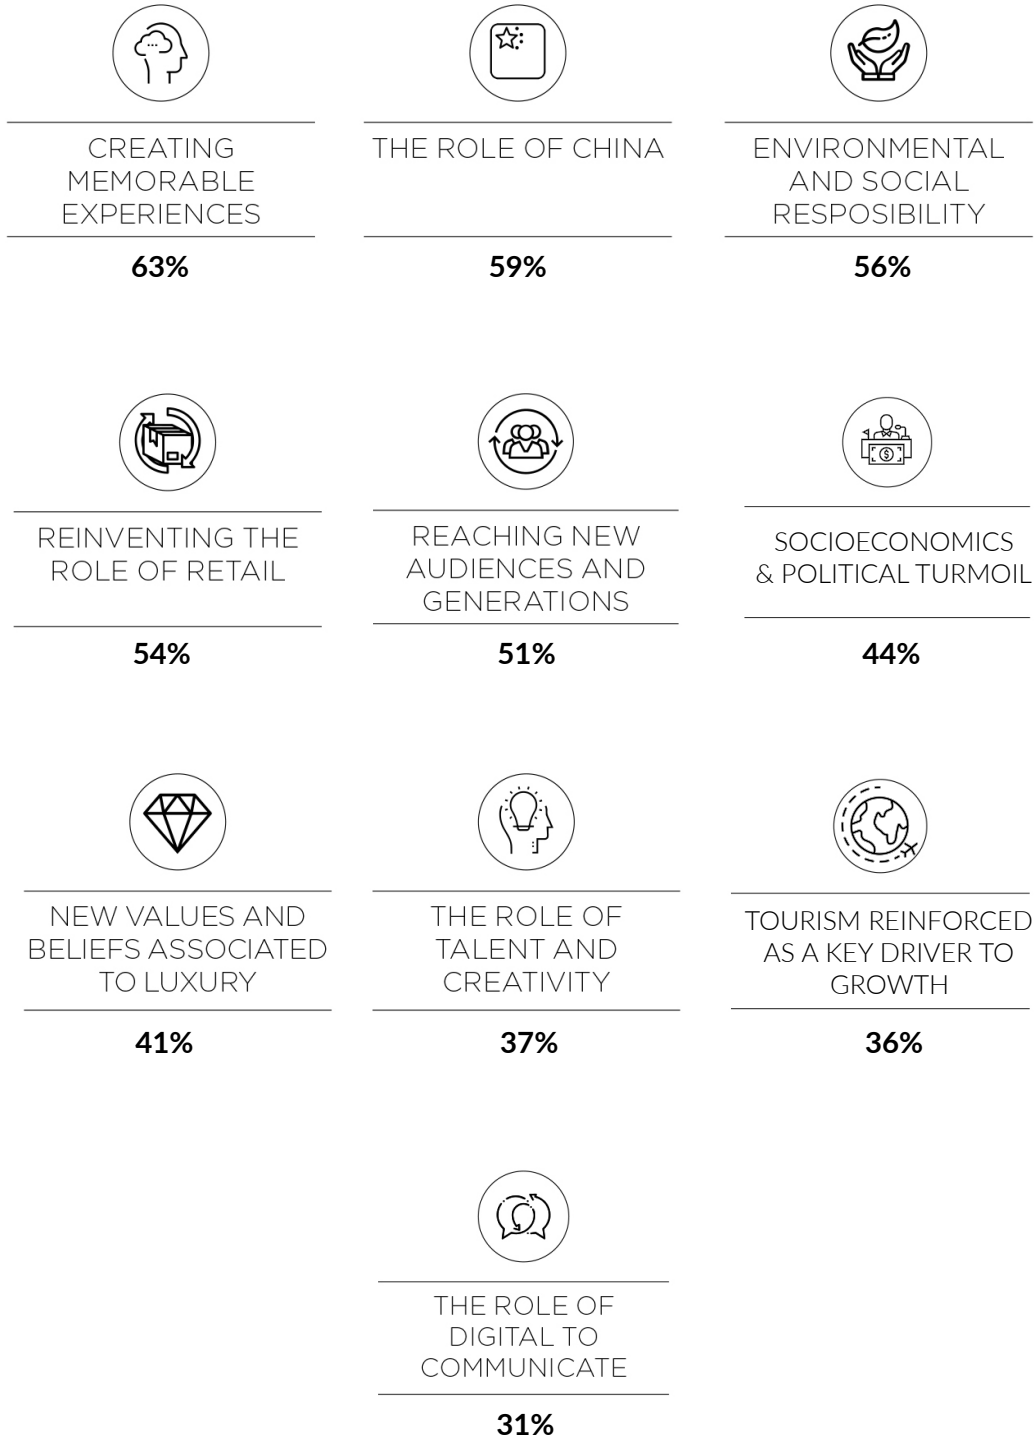 CREATING
MEMORABLE
EXPERIENCES
63%
THE ROLE OF CHINA
59%
ENVIRONMENTAL
AND SOCIAL
RESPOSIBILITY
56%
REINVENTING THE
ROLE OF RETAIL
54%
REACHING NEW
AUDIENCES AND
GENERATIONS
51%
SOCIOECONOMICS
& POLITICAL TURMOIL
44%
NEW VALUES AND
BELIEFS ASSOCIATED
TO LUXURY
41%
THE ROLE OF
TALENT AND
CREATIVITY
37%
TOURISM REINFORCED
AS A KEY DRIVER TO
GROWTH
36%
THE ROLE OF
DIGITAL TO
COMMUNICATE
31%